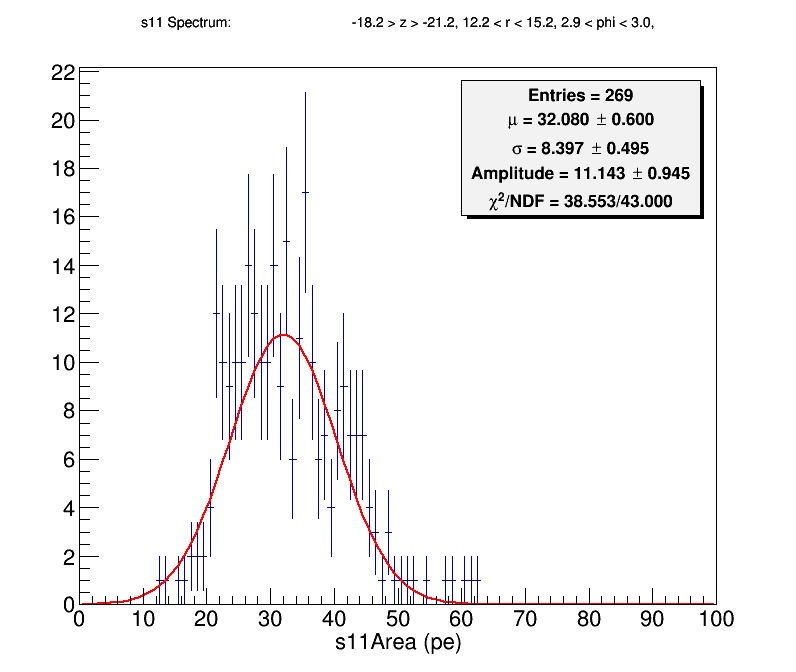 s11 Spectrum: -18.2 > z > -21.2, 12.2 < r < 15.2, 2.9 < phi < 3.0,
Entries = 269
μ = 32.080 ± 0.600
σ = 8.397 ± 0.495
Amplitude = 11.143 ± 0.945
χ²/NDF = 38.553/43.000
22
20
18
16
14
12
10
8
6
4
2
0
0 10 20 30 40 50 60 70 80 90 100
s11Area (pe)